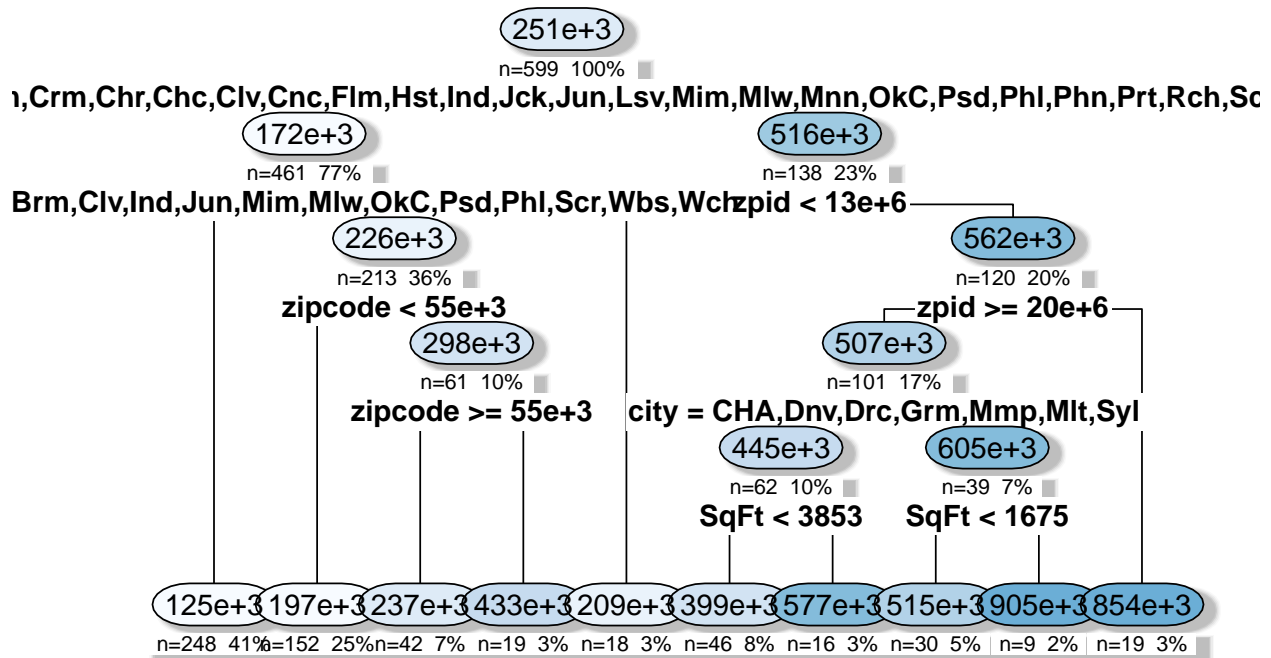 251e+3
n=599 100%
,Crm,Chr,Chc,Clv,Cnc,Flm,Hst,Ind,Jck,Jun,Lsv,Mim,Mlw,Mnn,OkC,Psd,Phl,Phn,Prt,Rch,Sc
172e+3 516e+3
n=461 77% n=138 23%
Brm,Clv,Ind,Jun,Mim,Mlw,OkC,Psd,Phl,Scr,Wbs,Wch zpid < 13e+6
226e+3 562e+3
n=213 36% n=120 20%
zipcode < 55e+3 zpid >= 20e+6
298e+3 507e+3
n=61 10% n=101 17%
zipcode >= 55e+3 city = CHA,Dnv,Drc,Grm,Mmp,Mlt,Syl
445e+3 605e+3
n=62 10% n=39 7%
SqFt < 3853 SqFt < 1675
125e+3 197e+3 237e+3 433e+3 209e+3 399e+3 577e+3 515e+3 905e+3 854e+3
n=248 41% n=152 25% n=42 7% n=19 3% n=18 3% n=46 8% n=16 3% n=30 5% n=9 2% n=19 3%